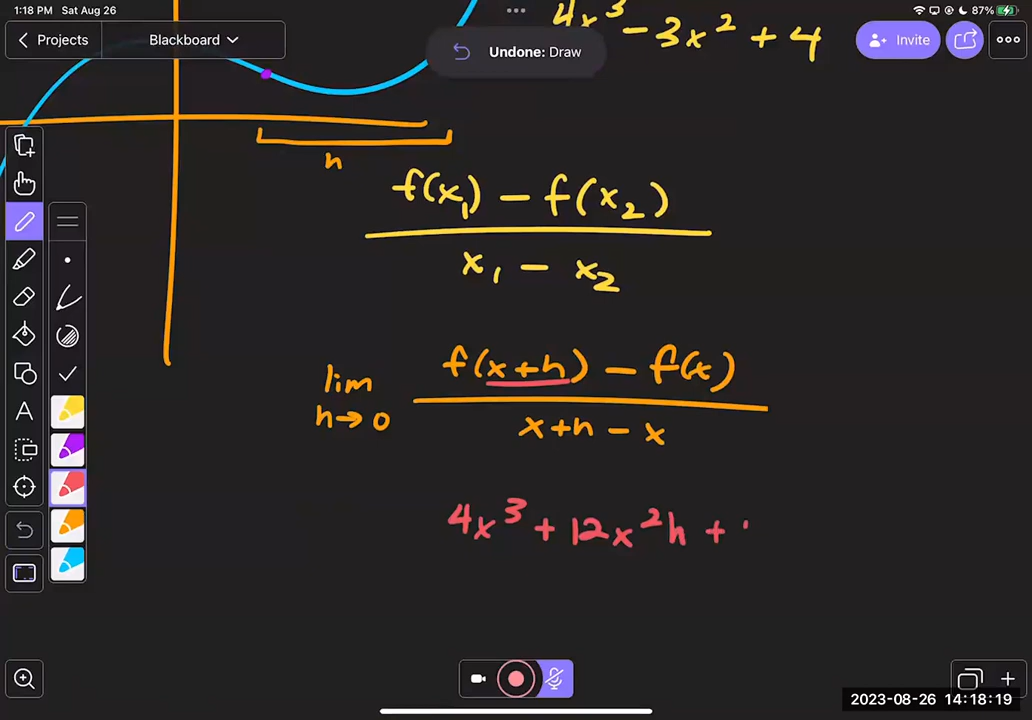 1:18 PM Sat Aug 26
87%
Projects
Blackboard
Undone: Draw
Invite
4x³ - 3x² + 4
h
f(x₁) - f(x₂)
x₁ - x₂
lim
h→0
f(x+h) - f(x)
x+h - x
4x³ + 12x²h +
A
2023-08-26 14:18:19